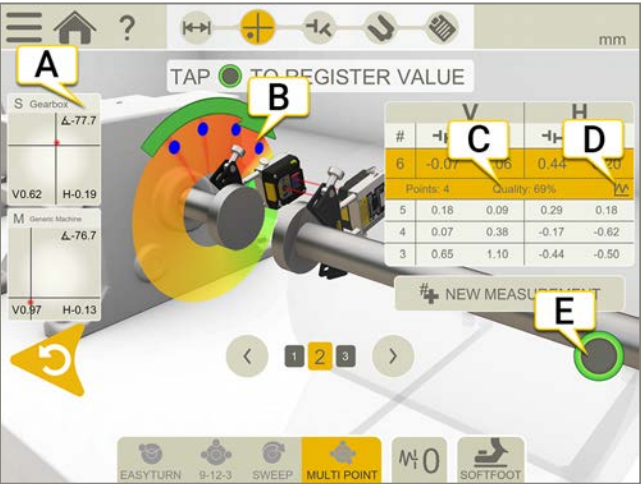 ?
mm
TAP TO REGISTER VALUE
A
B
C
D
E
S Gearbox
-77.7
V0.62 H-0.19
M Generic Machine
-76.7
V0.97 H-0.13
V H
#
6 -0.07 .06 0.44 20
Points: 4 Quality: 69%
5 0.18 0.09 0.29 0.18
4 0.07 0.38 -0.17 -0.62
3 0.65 1.10 -0.44 -0.50
NEW MEASUREMENT
1 2 3
EASYTURN 9-12-3 SWEEP MULTI POINT 0 SOFTFOOT